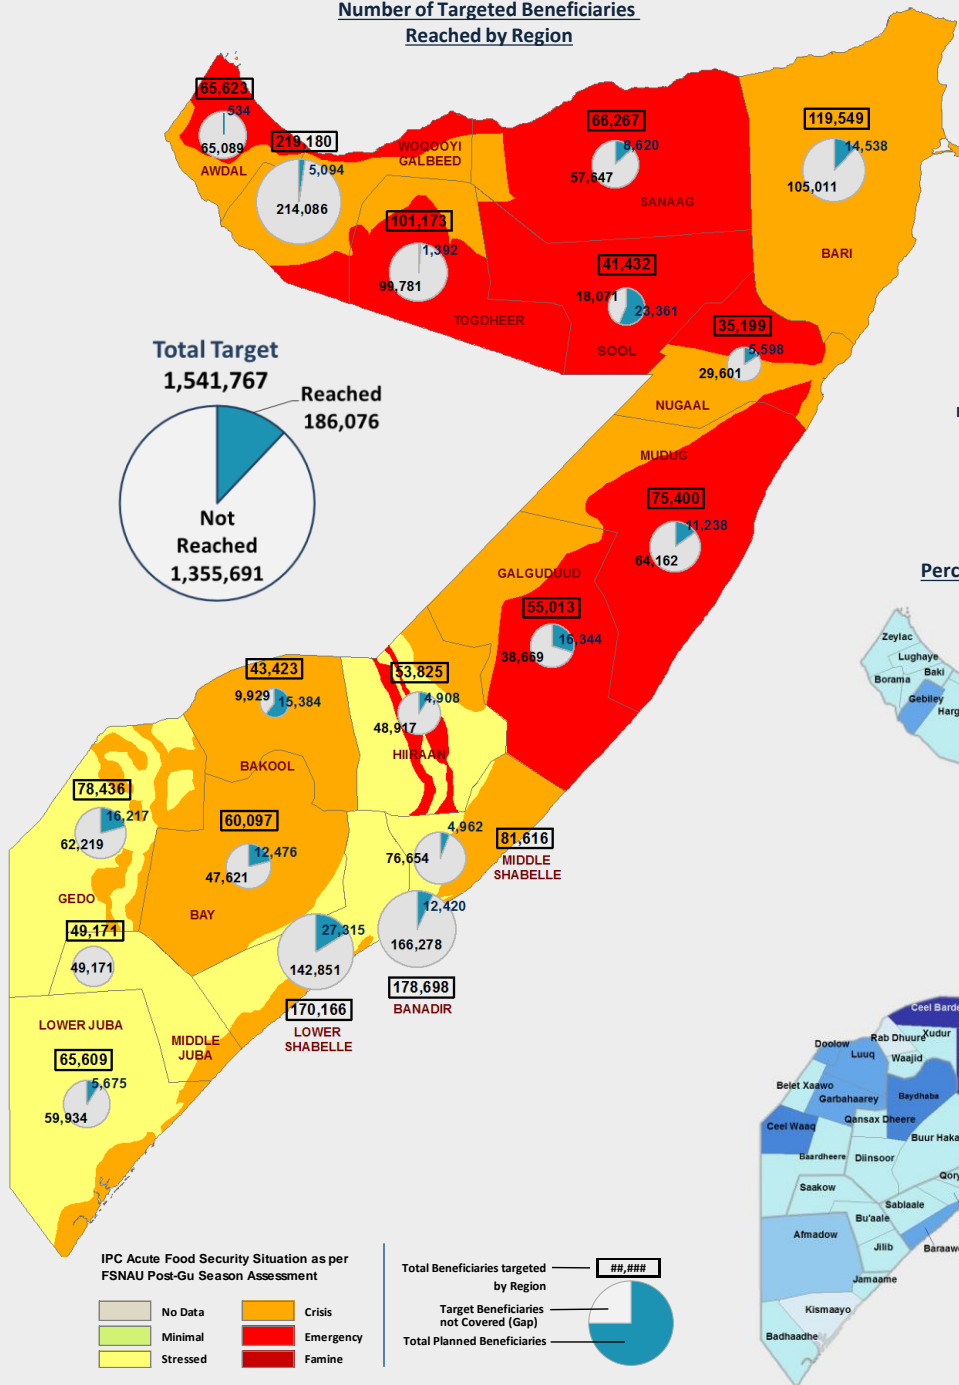 Number of Targeted Beneficiaries
Reached by Region
65,623
534
65,089
AWDAL
219,180
5,094
214,086
WOQOOYI
GALBEED
66,267
8,620
57,647
SANAAG
119,549
14,538
105,011
BARI
101,173
1,392
99,781
TOGDHEER
41,432
18,071
23,361
SOOL
35,199
5,598
29,601
NUGAAL
Total Target
1,541,767
Reached
186,076
Not
Reached
1,355,691
MUDUG
75,400
11,238
64,162
GALGUDUUD
55,013
16,344
38,669
43,423
9,929
15,384
BAKOOL
53,825
4,908
48,917
HIIRAAN
78,436
16,217
62,219
GEDO
60,097
12,476
47,621
BAY
4,962
76,654
81,616
MIDDLE
SHABELLE
12,420
166,278
178,698
BANADIR
27,315
142,851
170,166
LOWER
SHABELLE
49,171
49,171
MIDDLE
JUBA
LOWER JUBA
65,609
5,675
59,934
Perc
Zeylac
Lughaye
Baki
Borama
Gebiley
Harg
Ceel Barde
Rab Dhuure
Xudur
Doolow
Luuq
Waajid
Belet Xaawo
Garbahaarey
Baydhaba
Ceel Waaq
Qansax Dheere
Buur Haka
Baardheere
Diinsoor
Saakow
Qory
Sablaale
Bu'aale
Afmadow
Jilib
Baraawe
Jamaame
Kismaayo
Badhaadhe
IPC Acute Food Security Situation as per
FSNAU Post-Gu Season Assessment
No Data
Crisis
Minimal
Emergency
Stressed
Famine
Total Beneficiaries targeted
by Region
##,###
Target Beneficiaries
not Covered (Gap)
Total Planned Beneficiaries